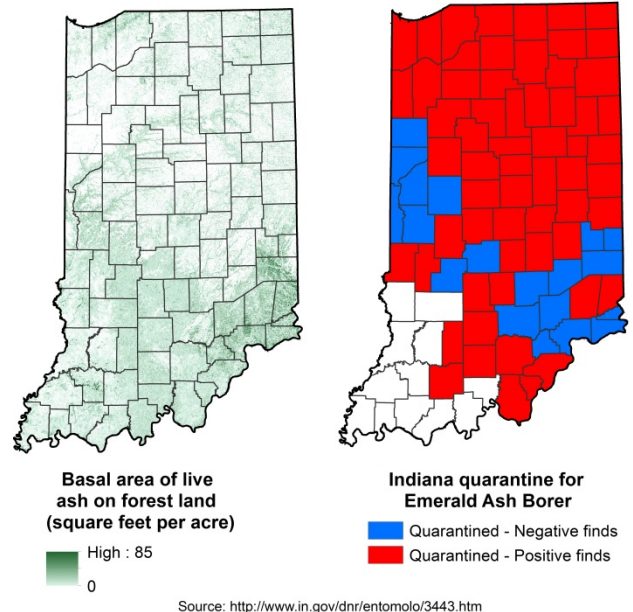 Basal area of live
ash on forest land
(square feet per acre)
High : 85
0
Indiana quarantine for
Emerald Ash Borer
Quarantined - Negative finds
Quarantined - Positive finds
Source: http://www.in.gov/dnr/entomolo/3443.htm